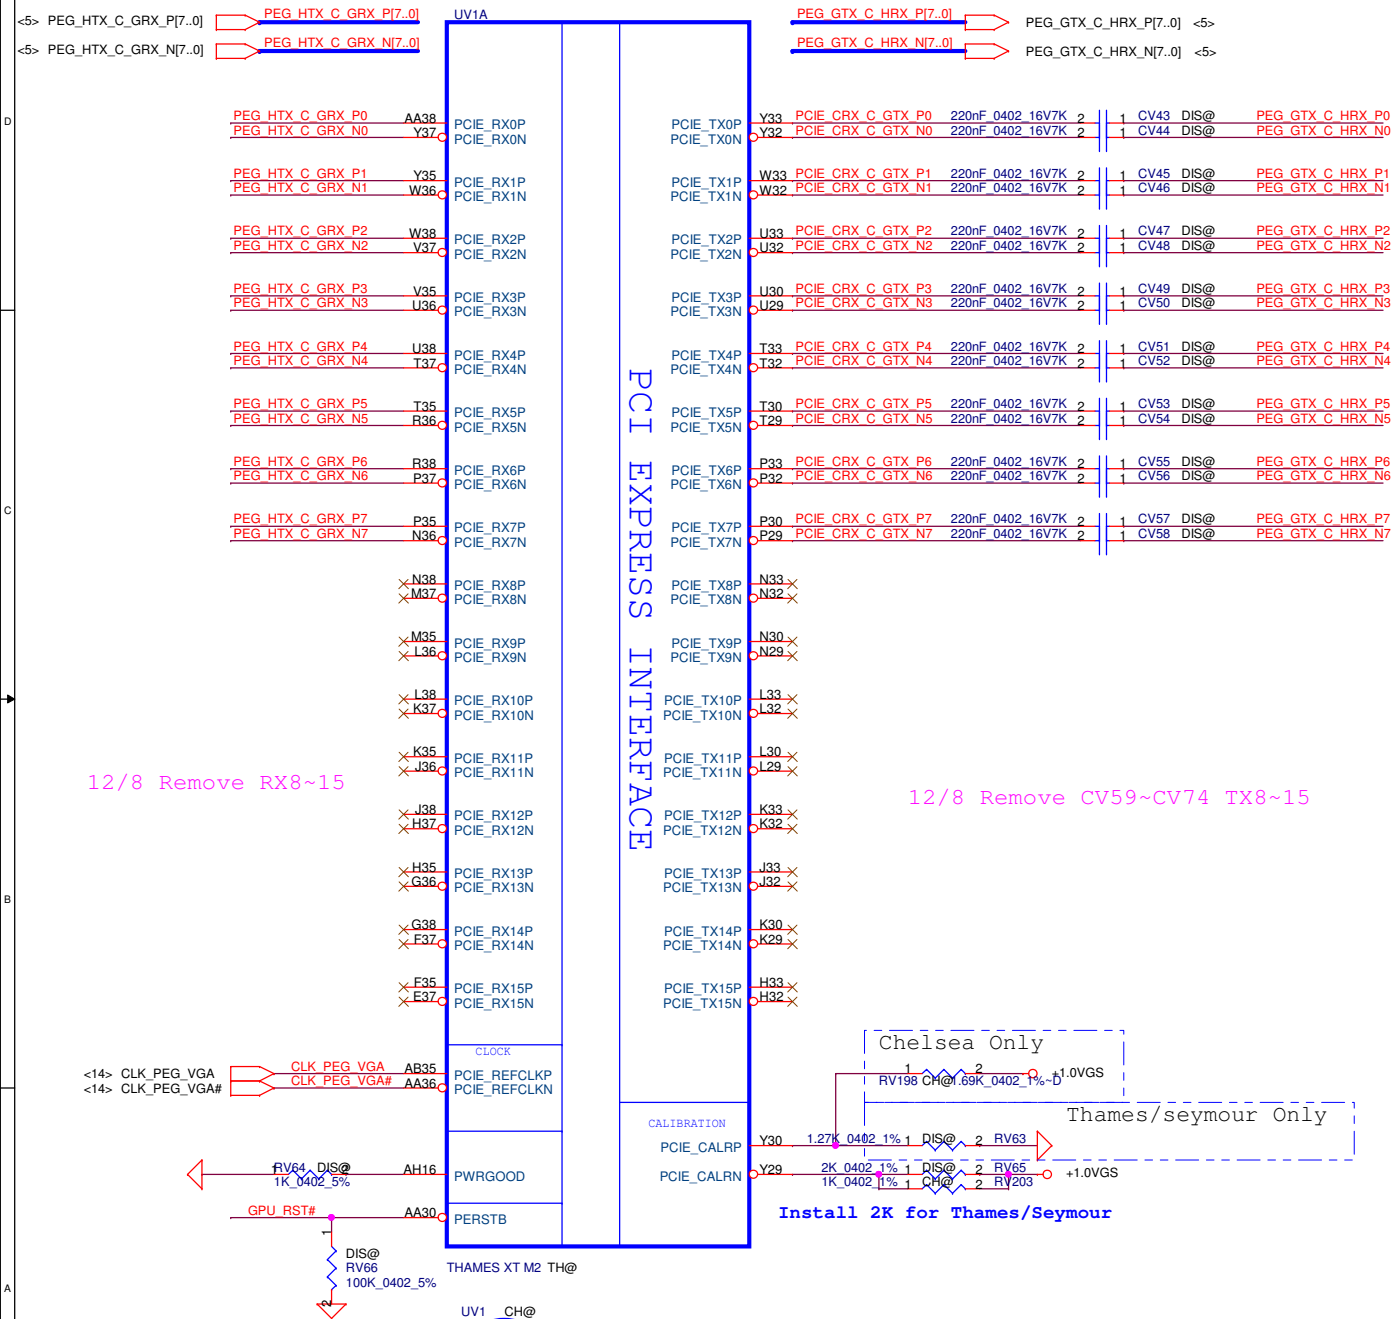 <5> PEG_HTX_C_GRX_P[7..0] PEG_HTX_C_GRX_P[7..0] UV1A PEG_GTX_C_HRX_P[7..0] PEG_GTX_C_HRX_P[7..0] <5>
<5> PEG_HTX_C_GRX_N[7..0] PEG_HTX_C_GRX_N[7..0] PEG_GTX_C_HRX_N[7..0] PEG_GTX_C_HRX_N[7..0] <5>
D
PEG_HTX_C_GRX_P0 AA38 PCIE_RX0P PCIE_TX0P Y33 PCIE_CRX_C_GTX_P0 220nF_0402_16V7K 2 1 CV43 DIS@ PEG_GTX_C_HRX_P0
PEG_HTX_C_GRX_N0 Y37 PCIE_RX0N PCIE_TX0N Y32 PCIE_CRX_C_GTX_N0 220nF_0402_16V7K 2 1 CV44 DIS@ PEG_GTX_C_HRX_N0
PEG_HTX_C_GRX_P1 Y35 PCIE_RX1P PCIE_TX1P W33 PCIE_CRX_C_GTX_P1 220nF_0402_16V7K 2 1 CV45 DIS@ PEG_GTX_C_HRX_P1
PEG_HTX_C_GRX_N1 W36 PCIE_RX1N PCIE_TX1N W32 PCIE_CRX_C_GTX_N1 220nF_0402_16V7K 2 1 CV46 DIS@ PEG_GTX_C_HRX_N1
PEG_HTX_C_GRX_P2 W38 PCIE_RX2P PCIE_TX2P U33 PCIE_CRX_C_GTX_P2 220nF_0402_16V7K 2 1 CV47 DIS@ PEG_GTX_C_HRX_P2
PEG_HTX_C_GRX_N2 V37 PCIE_RX2N PCIE_TX2N U32 PCIE_CRX_C_GTX_N2 220nF_0402_16V7K 2 1 CV48 DIS@ PEG_GTX_C_HRX_N2
PEG_HTX_C_GRX_P3 V35 PCIE_RX3P PCIE_TX3P U30 PCIE_CRX_C_GTX_P3 220nF_0402_16V7K 2 1 CV49 DIS@ PEG_GTX_C_HRX_P3
PEG_HTX_C_GRX_N3 U36 PCIE_RX3N PCIE_TX3N U29 PCIE_CRX_C_GTX_N3 220nF_0402_16V7K 2 1 CV50 DIS@ PEG_GTX_C_HRX_N3
PEG_HTX_C_GRX_P4 U38 PCIE_RX4P PCIE_TX4P T33 PCIE_CRX_C_GTX_P4 220nF_0402_16V7K 2 1 CV51 DIS@ PEG_GTX_C_HRX_P4
PEG_HTX_C_GRX_N4 T37 PCIE_RX4N PCIE_TX4N T32 PCIE_CRX_C_GTX_N4 220nF_0402_16V7K 2 1 CV52 DIS@ PEG_GTX_C_HRX_N4
PEG_HTX_C_GRX_P5 T35 PCIE_RX5P PCIE_TX5P T30 PCIE_CRX_C_GTX_P5 220nF_0402_16V7K 2 1 CV53 DIS@ PEG_GTX_C_HRX_P5
PEG_HTX_C_GRX_N5 R36 PCIE_RX5N PCIE_TX5N T29 PCIE_CRX_C_GTX_N5 220nF_0402_16V7K 2 1 CV54 DIS@ PEG_GTX_C_HRX_N5
PEG_HTX_C_GRX_P6 R38 PCIE_RX6P PCIE_TX6P P33 PCIE_CRX_C_GTX_P6 220nF_0402_16V7K 2 1 CV55 DIS@ PEG_GTX_C_HRX_P6
PEG_HTX_C_GRX_N6 P37 PCIE_RX6N PCIE_TX6N P32 PCIE_CRX_C_GTX_N6 220nF_0402_16V7K 2 1 CV56 DIS@ PEG_GTX_C_HRX_N6
C
PEG_HTX_C_GRX_P7 P35 PCIE_RX7P PCIE_TX7P P30 PCIE_CRX_C_GTX_P7 220nF_0402_16V7K 2 1 CV57 DIS@ PEG_GTX_C_HRX_P7
PEG_HTX_C_GRX_N7 N36 PCIE_RX7N PCIE_TX7N P29 PCIE_CRX_C_GTX_N7 220nF_0402_16V7K 2 1 CV58 DIS@ PEG_GTX_C_HRX_N7
PCI EXPRESS INTERFACE
N38 PCIE_RX8P PCIE_TX8P N33
M37 PCIE_RX8N PCIE_TX8N N32
M35 PCIE_RX9P PCIE_TX9P N30
L36 PCIE_RX9N PCIE_TX9N N29
L38 PCIE_RX10P PCIE_TX10P L33
K37 PCIE_RX10N PCIE_TX10N L32
K35 PCIE_RX11P PCIE_TX11P L30
J36 PCIE_RX11N PCIE_TX11N L29
12/8 Remove RX8~15
12/8 Remove CV59~CV74 TX8~15
J38 PCIE_RX12P PCIE_TX12P K33
H37 PCIE_RX12N PCIE_TX12N K32
H35 PCIE_RX13P PCIE_TX13P J33
G36 PCIE_RX13N PCIE_TX13N J32
B
G38 PCIE_RX14P PCIE_TX14P K30
F37 PCIE_RX14N PCIE_TX14N K29
F35 PCIE_RX15P PCIE_TX15P H33
E37 PCIE_RX15N PCIE_TX15N H32
Chelsea Only
CLOCK
<14> CLK_PEG_VGA CLK_PEG_VGA AB35 PCIE_REFCLKP 1 2 +1.0VGS
<14> CLK_PEG_VGA# CLK_PEG_VGA# AA36 PCIE_REFCLKN RV198 CH@ 1.69K_0402_1%~D
Thames/seymour Only
CALIBRATION
PCIE_CALRP Y30 1.27K_0402_1% 1 DIS@ 2 RV63
1 RV64 DIS@ 2 AH16 PWRGOOD PCIE_CALRN Y29 2K_0402_1% 1 DIS@ 2 RV65 +1.0VGS
1K_0402_5% 1K_0402_1% 1 CH@ 2 RV203
GPU_RST# AA30 PERSTB Install 2K for Thames/Seymour
1
DIS@
RV66
THAMES XT M2 TH@
100K_0402_5%
A
2
UV1 CH@